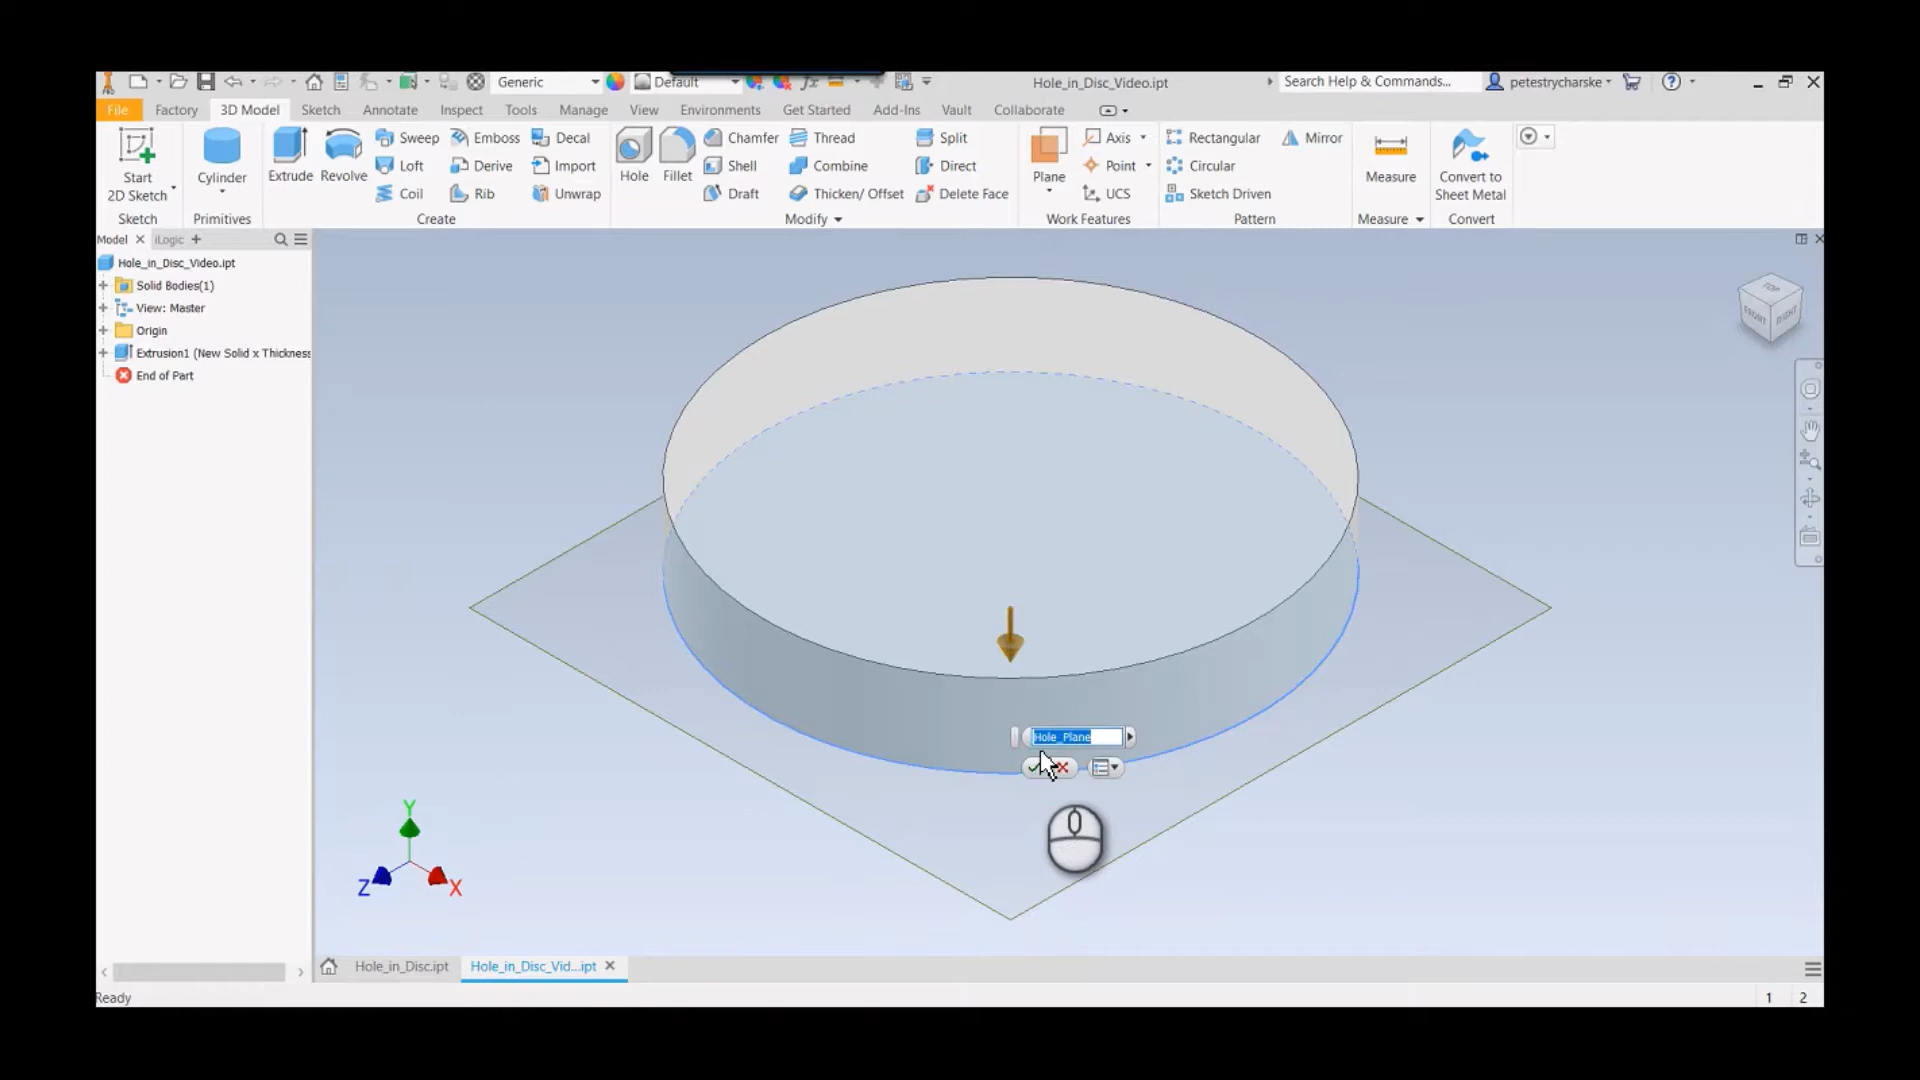 Generic
Default
Hole_in_Disc_Video.ipt
Search Help & Commands...
petestrycharske
File
Factory
3D Model
Sketch
Annotate
Inspect
Tools
Manage
View
Environments
Get Started
Add-Ins
Vault
Collaborate
Start
2D Sketch
Sketch
Cylinder
Primitives
Extrude
Revolve
Sweep
Loft
Coil
Emboss
Derive
Rib
Decal
Import
Unwrap
Create
Hole
Fillet
Chamfer
Shell
Draft
Thread
Combine
Thicken/ Offset
Split
Direct
Delete Face
Modify
Plane
Axis
Point
UCS
Work Features
Rectangular
Circular
Sketch Driven
Mirror
Pattern
Measure
Measure
Convert to
Sheet Metal
Convert
Model
iLogic
Hole_in_Disc_Video.ipt
Solid Bodies(1)
View: Master
Origin
Extrusion1 (New Solid x Thickness
End of Part
TOP
FRONT
RIGHT
Hole_Plane
Y
Z
X
Hole_in_Disc.ipt
Hole_in_Disc_Vid...ipt
Ready
1
2